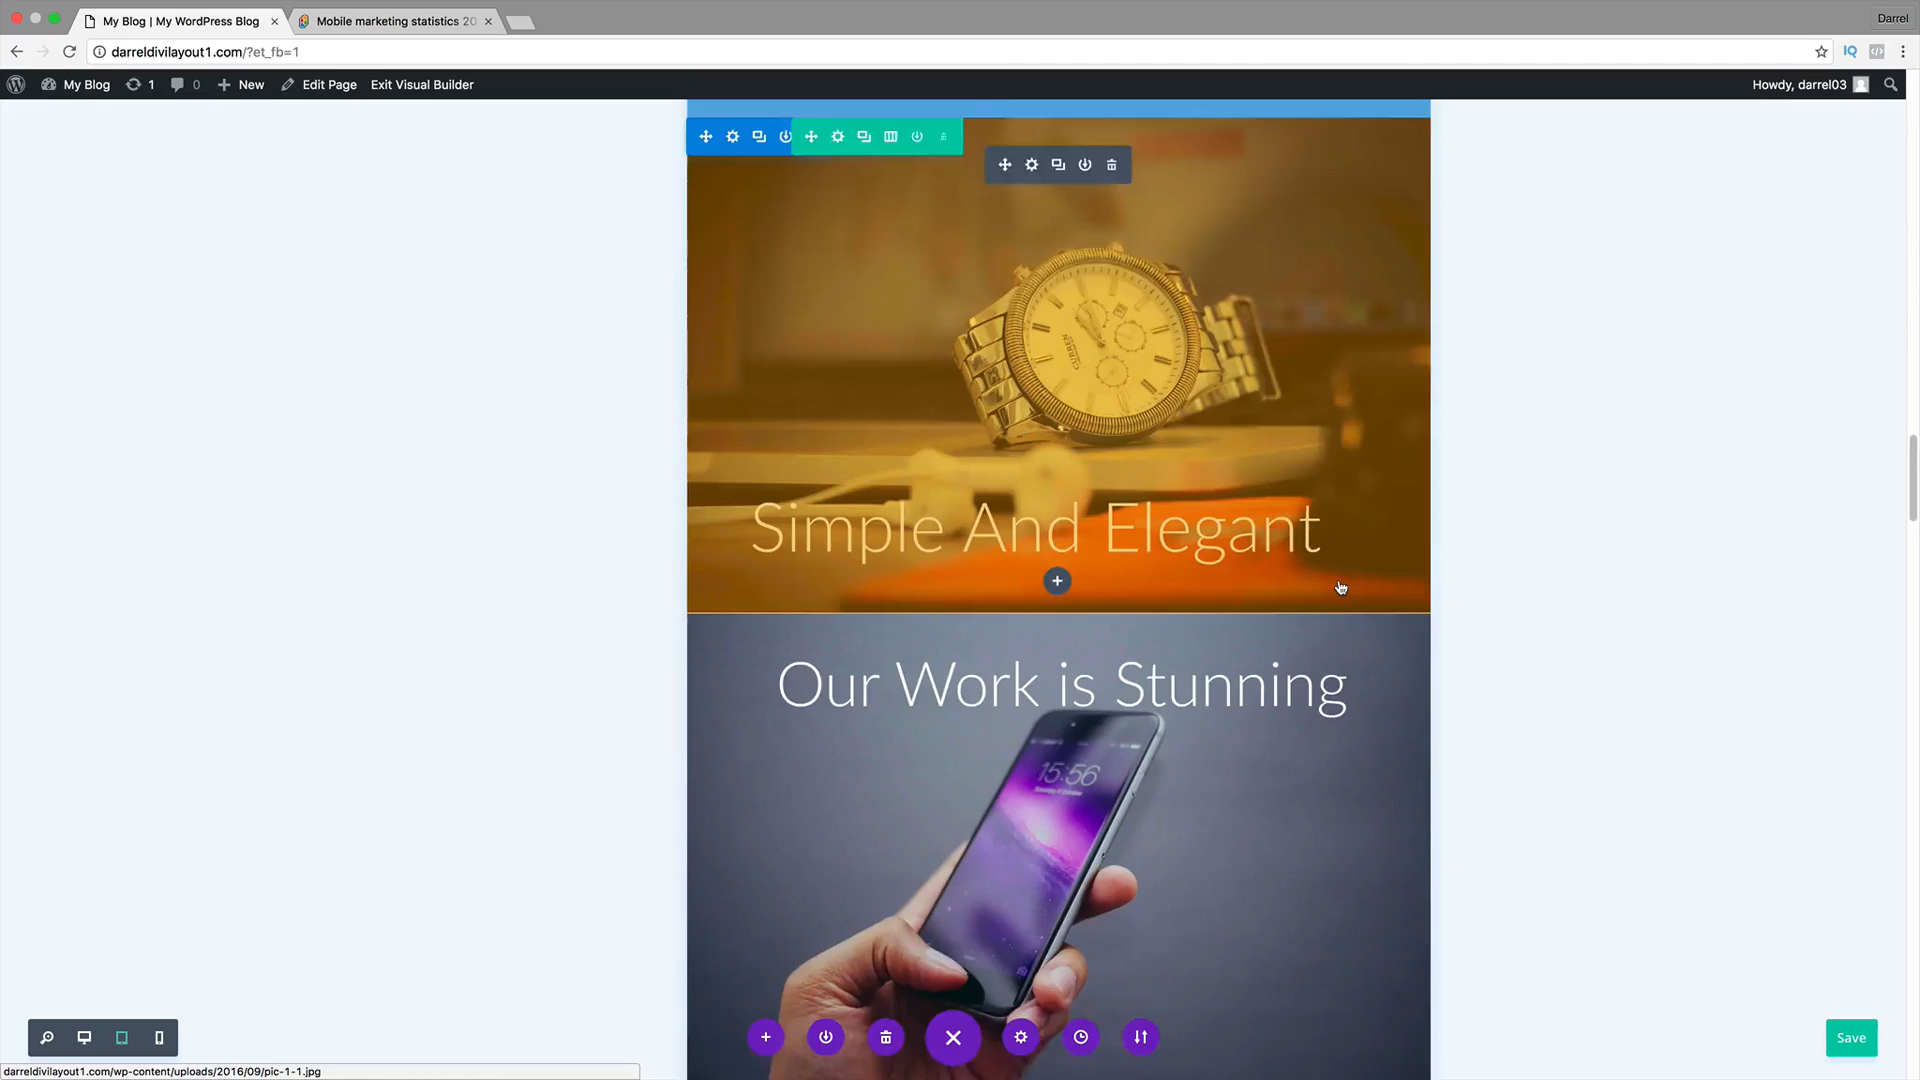 My Blog | My WordPress Blog
Mobile marketing statistics 20
Darrel
darreldivilayout1.com/?et_fb=1
IQ
My Blog
1
0
New
Edit Page
Exit Visual Builder
Howdy, darrel03
CURREN
Simple And Elegant
Our Work is Stunning
15:56
Save
darreldivilayout1.com/wp-content/uploads/2016/09/pic-1-1.jpg